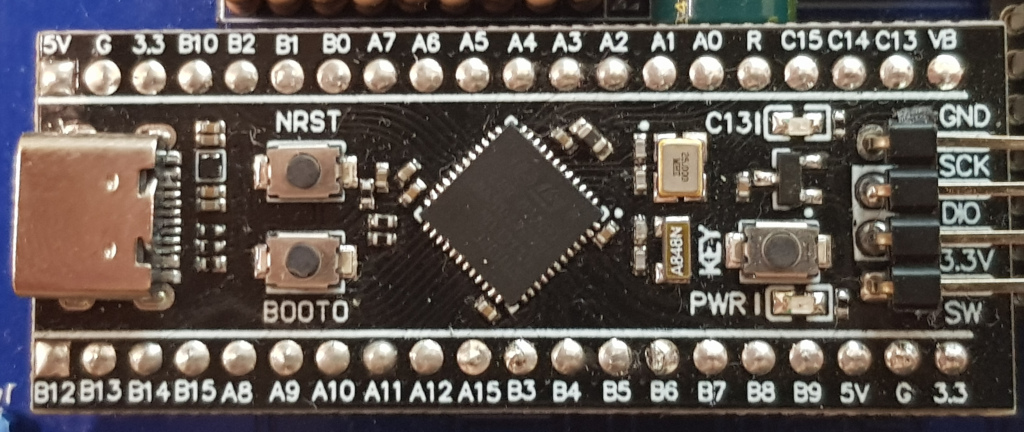 3.3 G 5V B9 B8 B7 B6 B5 B4 B3 A15 A12 A11 A10 A9 A8 B15 B14 B13 B12
SW
3.3V
DIO
SCK
GND
PWR
KEY
A848N
C13
BOOT0
NRST
VB C13 C14 C15 R A0 A1 A2 A3 A4 A5 A6 A7 B0 B1 B2 B10 3.3 G 5V